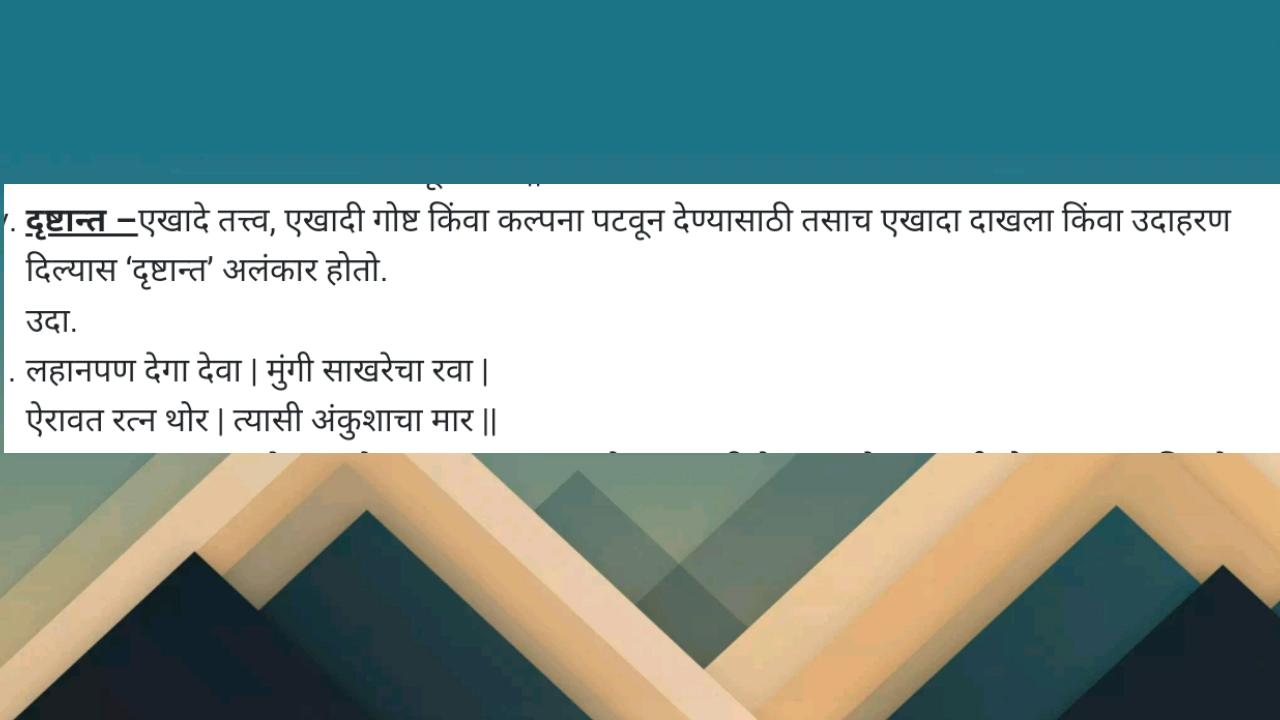 दृष्टान्त –एखादे तत्त्व, एखादी गोष्ट किंवा कल्पना पटवून देण्यासाठी तसाच एखादा दाखला किंवा उदाहरण
दिल्यास ‘दृष्टान्त’ अलंकार होतो.
उदा.
. लहानपण देगा देवा | मुंगी साखरेचा रवा |
ऐरावत रत्न थोर | त्यासी अंकुशाचा मार ||